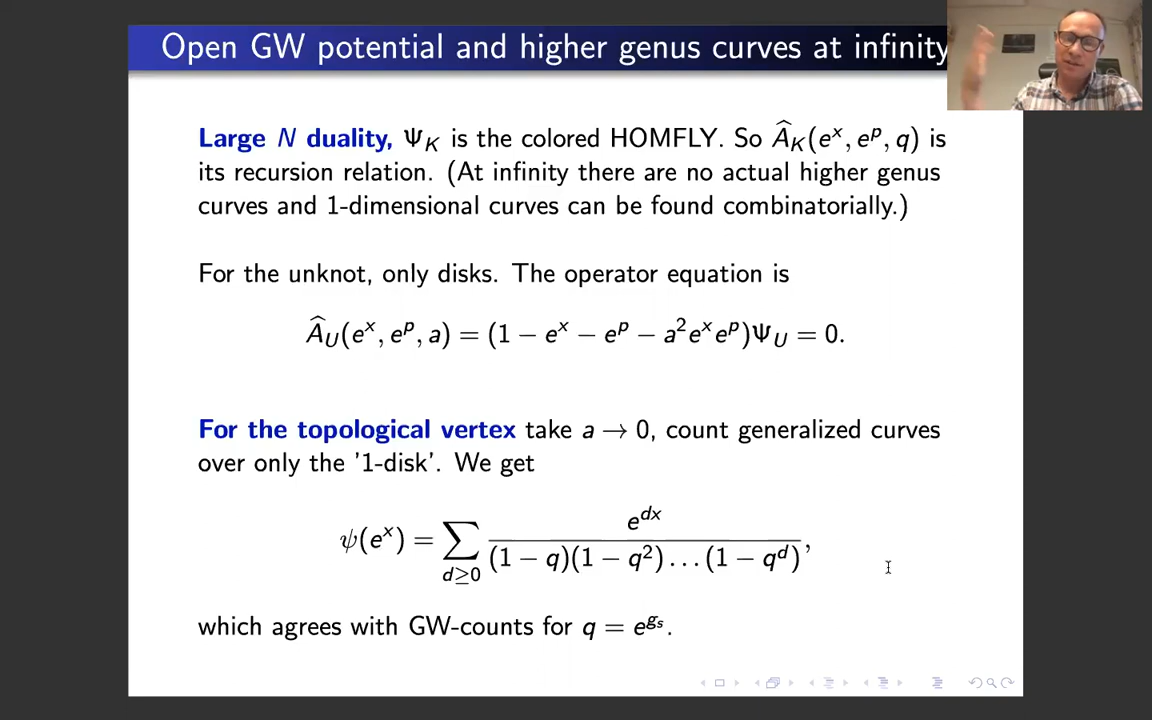 Open GW potential and higher genus curves at infinity
Large N duality, Ψ_K is the colored HOMFLY. So Â_K(e^x, e^p, q) is
its recursion relation. (At infinity there are no actual higher genus
curves and 1-dimensional curves can be found combinatorially.)
For the unknot, only disks. The operator equation is
Â_U(e^x, e^p, a) = (1 − e^x − e^p − a^2e^xe^p)Ψ_U = 0.
For the topological vertex take a → 0, count generalized curves
over only the '1-disk'. We get
ψ(e^x) = ∑_{d≥0} e^{dx} / (1 − q)(1 − q^2)...(1 − q^d),
which agrees with GW-counts for q = e^{g_s}.